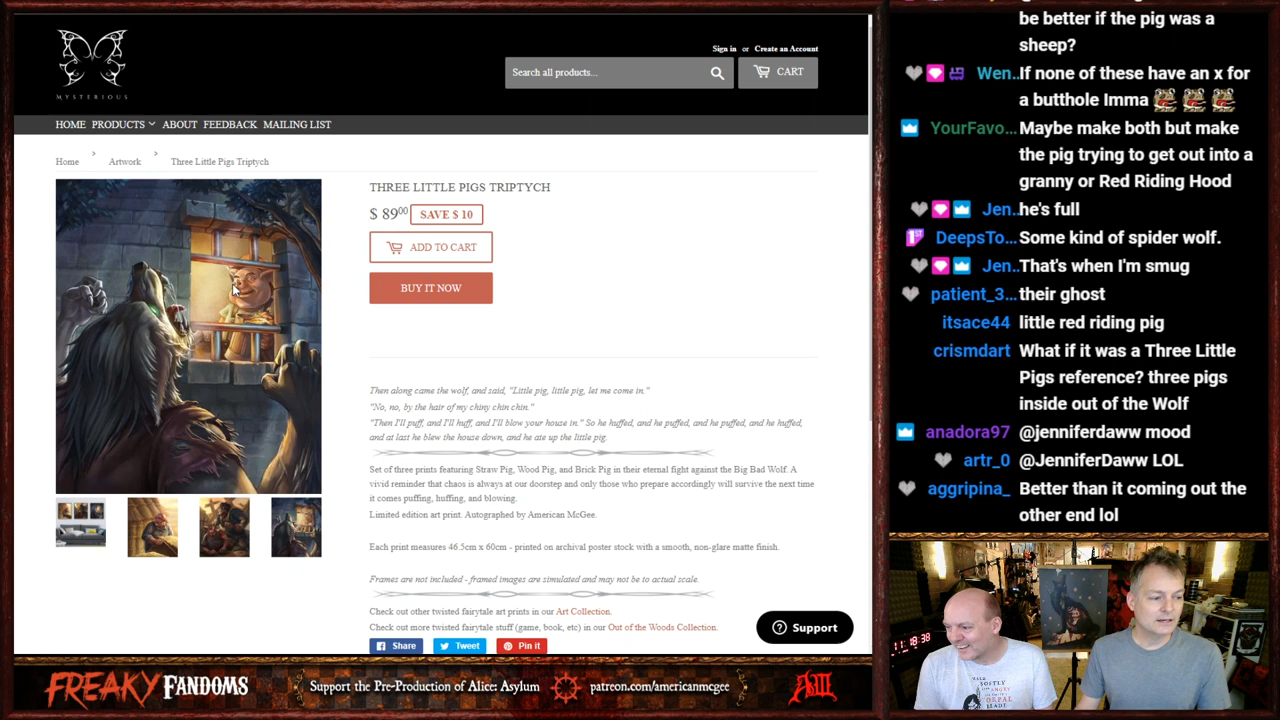 MYSTERIOUS
Sign in or Create an Account
Search all products...
CART
HOME PRODUCTS ABOUT FEEDBACK MAILING LIST
Home > Artwork > Three Little Pigs Triptych
THREE LITTLE PIGS TRIPTYCH
$ 89.00 SAVE $ 10
ADD TO CART
BUY IT NOW
Then along came the wolf, and said, "Little pig, little pig, let me come in."
"No, no, by the hair of my chiny chin chin."
"Then I'll puff, and I'll huff, and I'll blow your house in." So he huffed, and he puffed, and he puffed, and he huffed,
and at last he blew the house down, and he ate up the little pig.
Set of three prints featuring Straw Pig, Wood Pig, and Brick Pig in their eternal fight against the Big Bad Wolf. A
vivid reminder that chaos is always at our doorstep and only those who prepare accordingly will survive the next time
it comes puffing, huffing, and blowing.
Limited edition art print. Autographed by American McGee.
Each print measures 46.5cm x 60cm - printed on archival poster stock with a smooth, non-glare matte finish.
Frames are not included - framed images are simulated and may not be to actual scale.
Check out other twisted fairytale art prints in our Art Collection.
Check out more twisted fairytale stuff (game, book, etc) in our Out of the Woods Collection.
Share Tweet Pin it
Support
be better if the pig was a
sheep?
Wen.. If none of these have an x for
a butthole Imma
YourFavo... Maybe make both but make
the pig trying to get out into a
granny or Red Riding Hood
Jen.. he's full
DeepsTo... Some kind of spider wolf.
Jen.. That's when I'm smug
patient_3... their ghost
itsace44 little red riding pig
crismdart What if it was a Three Little
Pigs reference? three pigs
inside out of the Wolf
anadora97 @jenniferdaww mood
artr_0 @JenniferDaww LOL
aggripina_ Better than it coming out the
other end lol
FREAKY FANDOMS
Support the Pre-Production of Alice: Asylum
patreon.com/americanmcgee